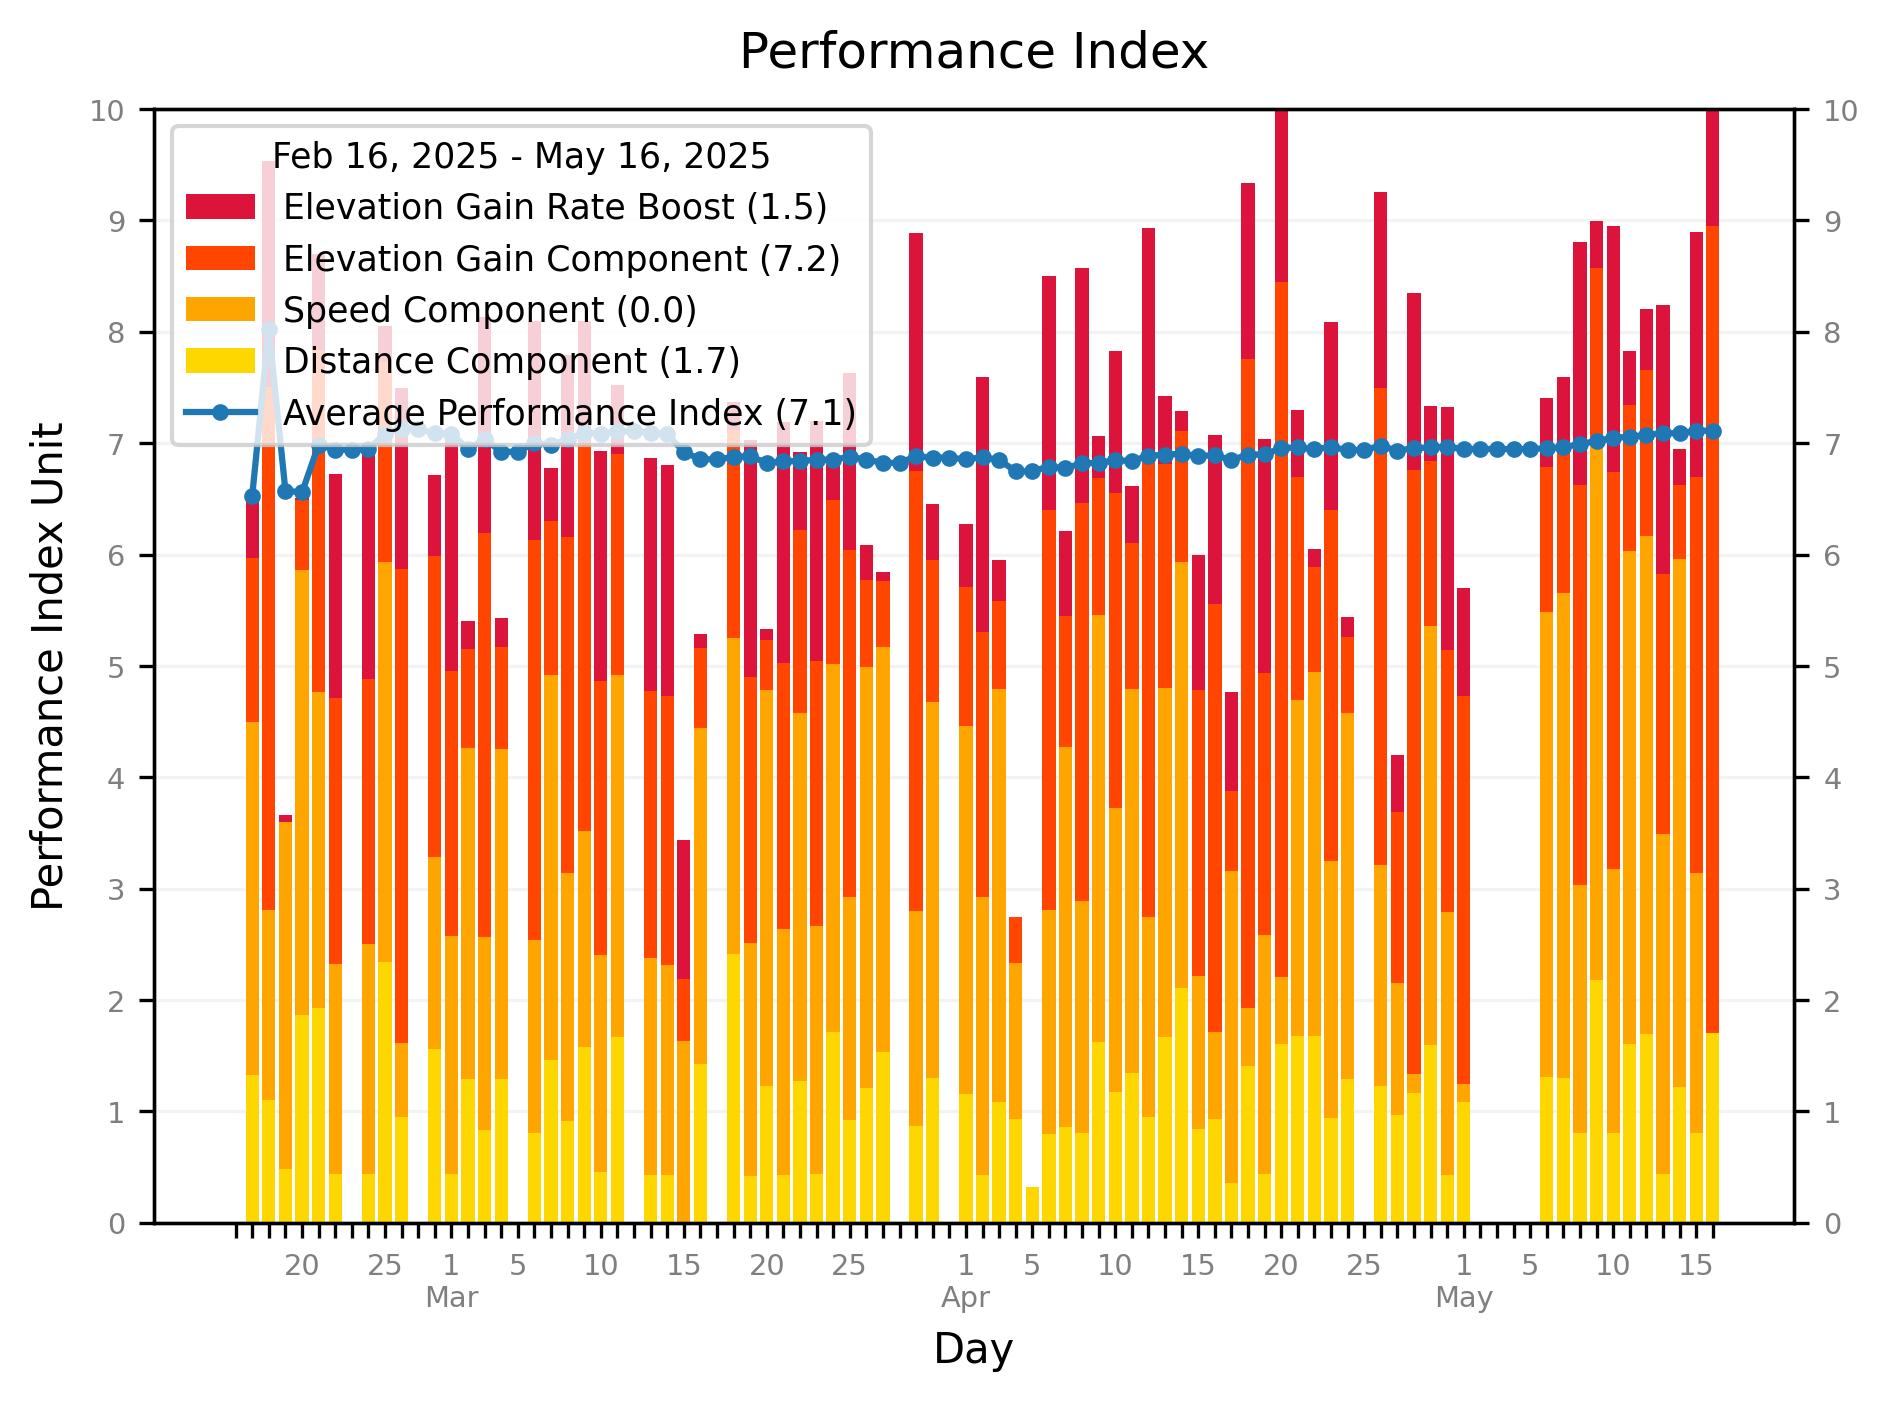 Performance Index
Feb 16, 2025 - May 16, 2025
Elevation Gain Rate Boost (1.5)
Elevation Gain Component (7.2)
Speed Component (0.0)
Distance Component (1.7)
Average Performance Index (7.1)
Performance Index Unit
10
9
8
7
6
5
4
3
2
1
0
10
9
8
7
6
5
4
3
2
1
0
20 25 1 5 10 15 20 25 1 5 10 15 20 25 1 5 10 15
Mar Apr May
Day